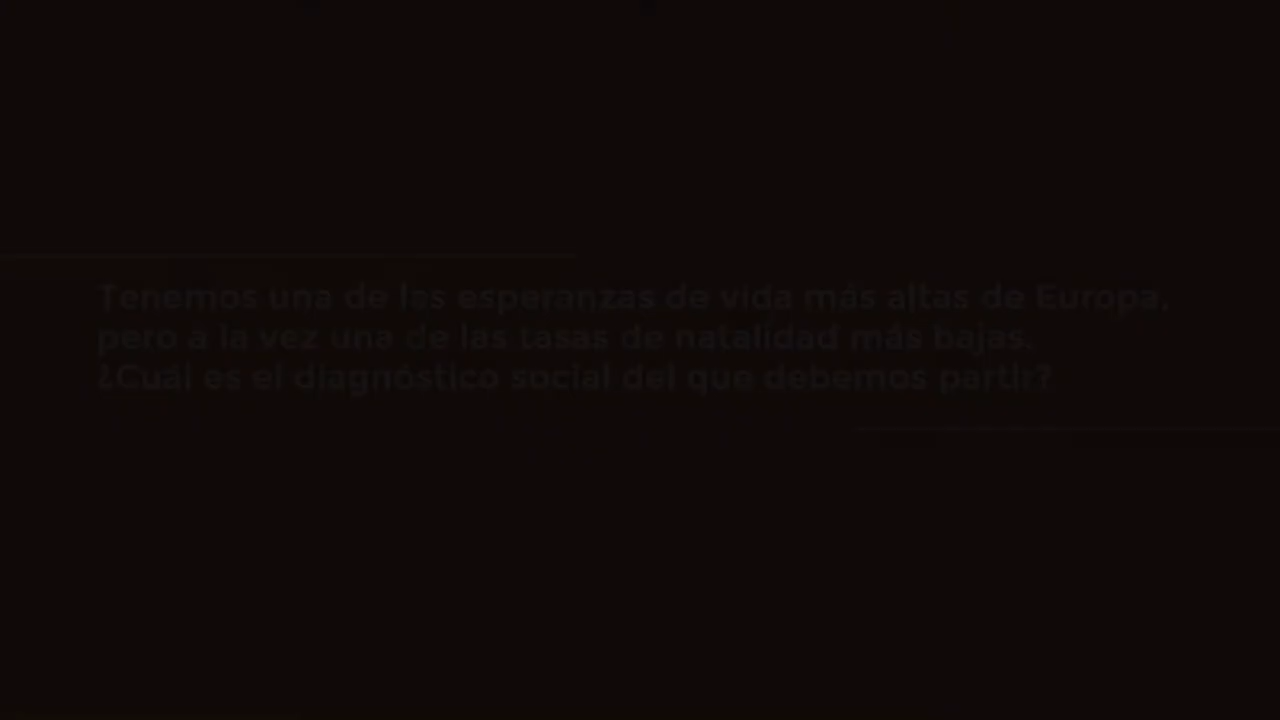 Tenemos una de las esperanzas de vida más altas de Europa,
pero a la vez una de las tasas de natalidad más bajas.
¿Cuál es el diagnóstico social del que debemos partir?